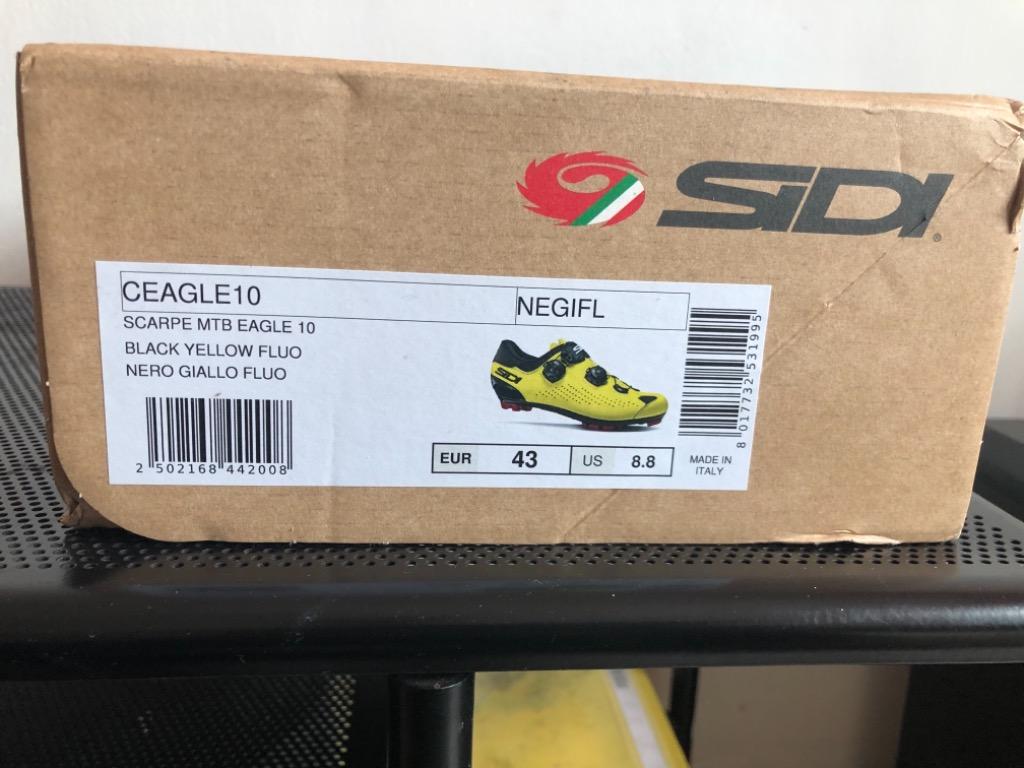 SIDI®
CEAGLE10 NEGIFL
SCARPE MTB EAGLE 10
BLACK YELLOW FLUO
NERO GIALLO FLUO
SIDI
2 502168 442008
EUR 43 US 8.8
MADE IN
ITALY
8 017732 531995